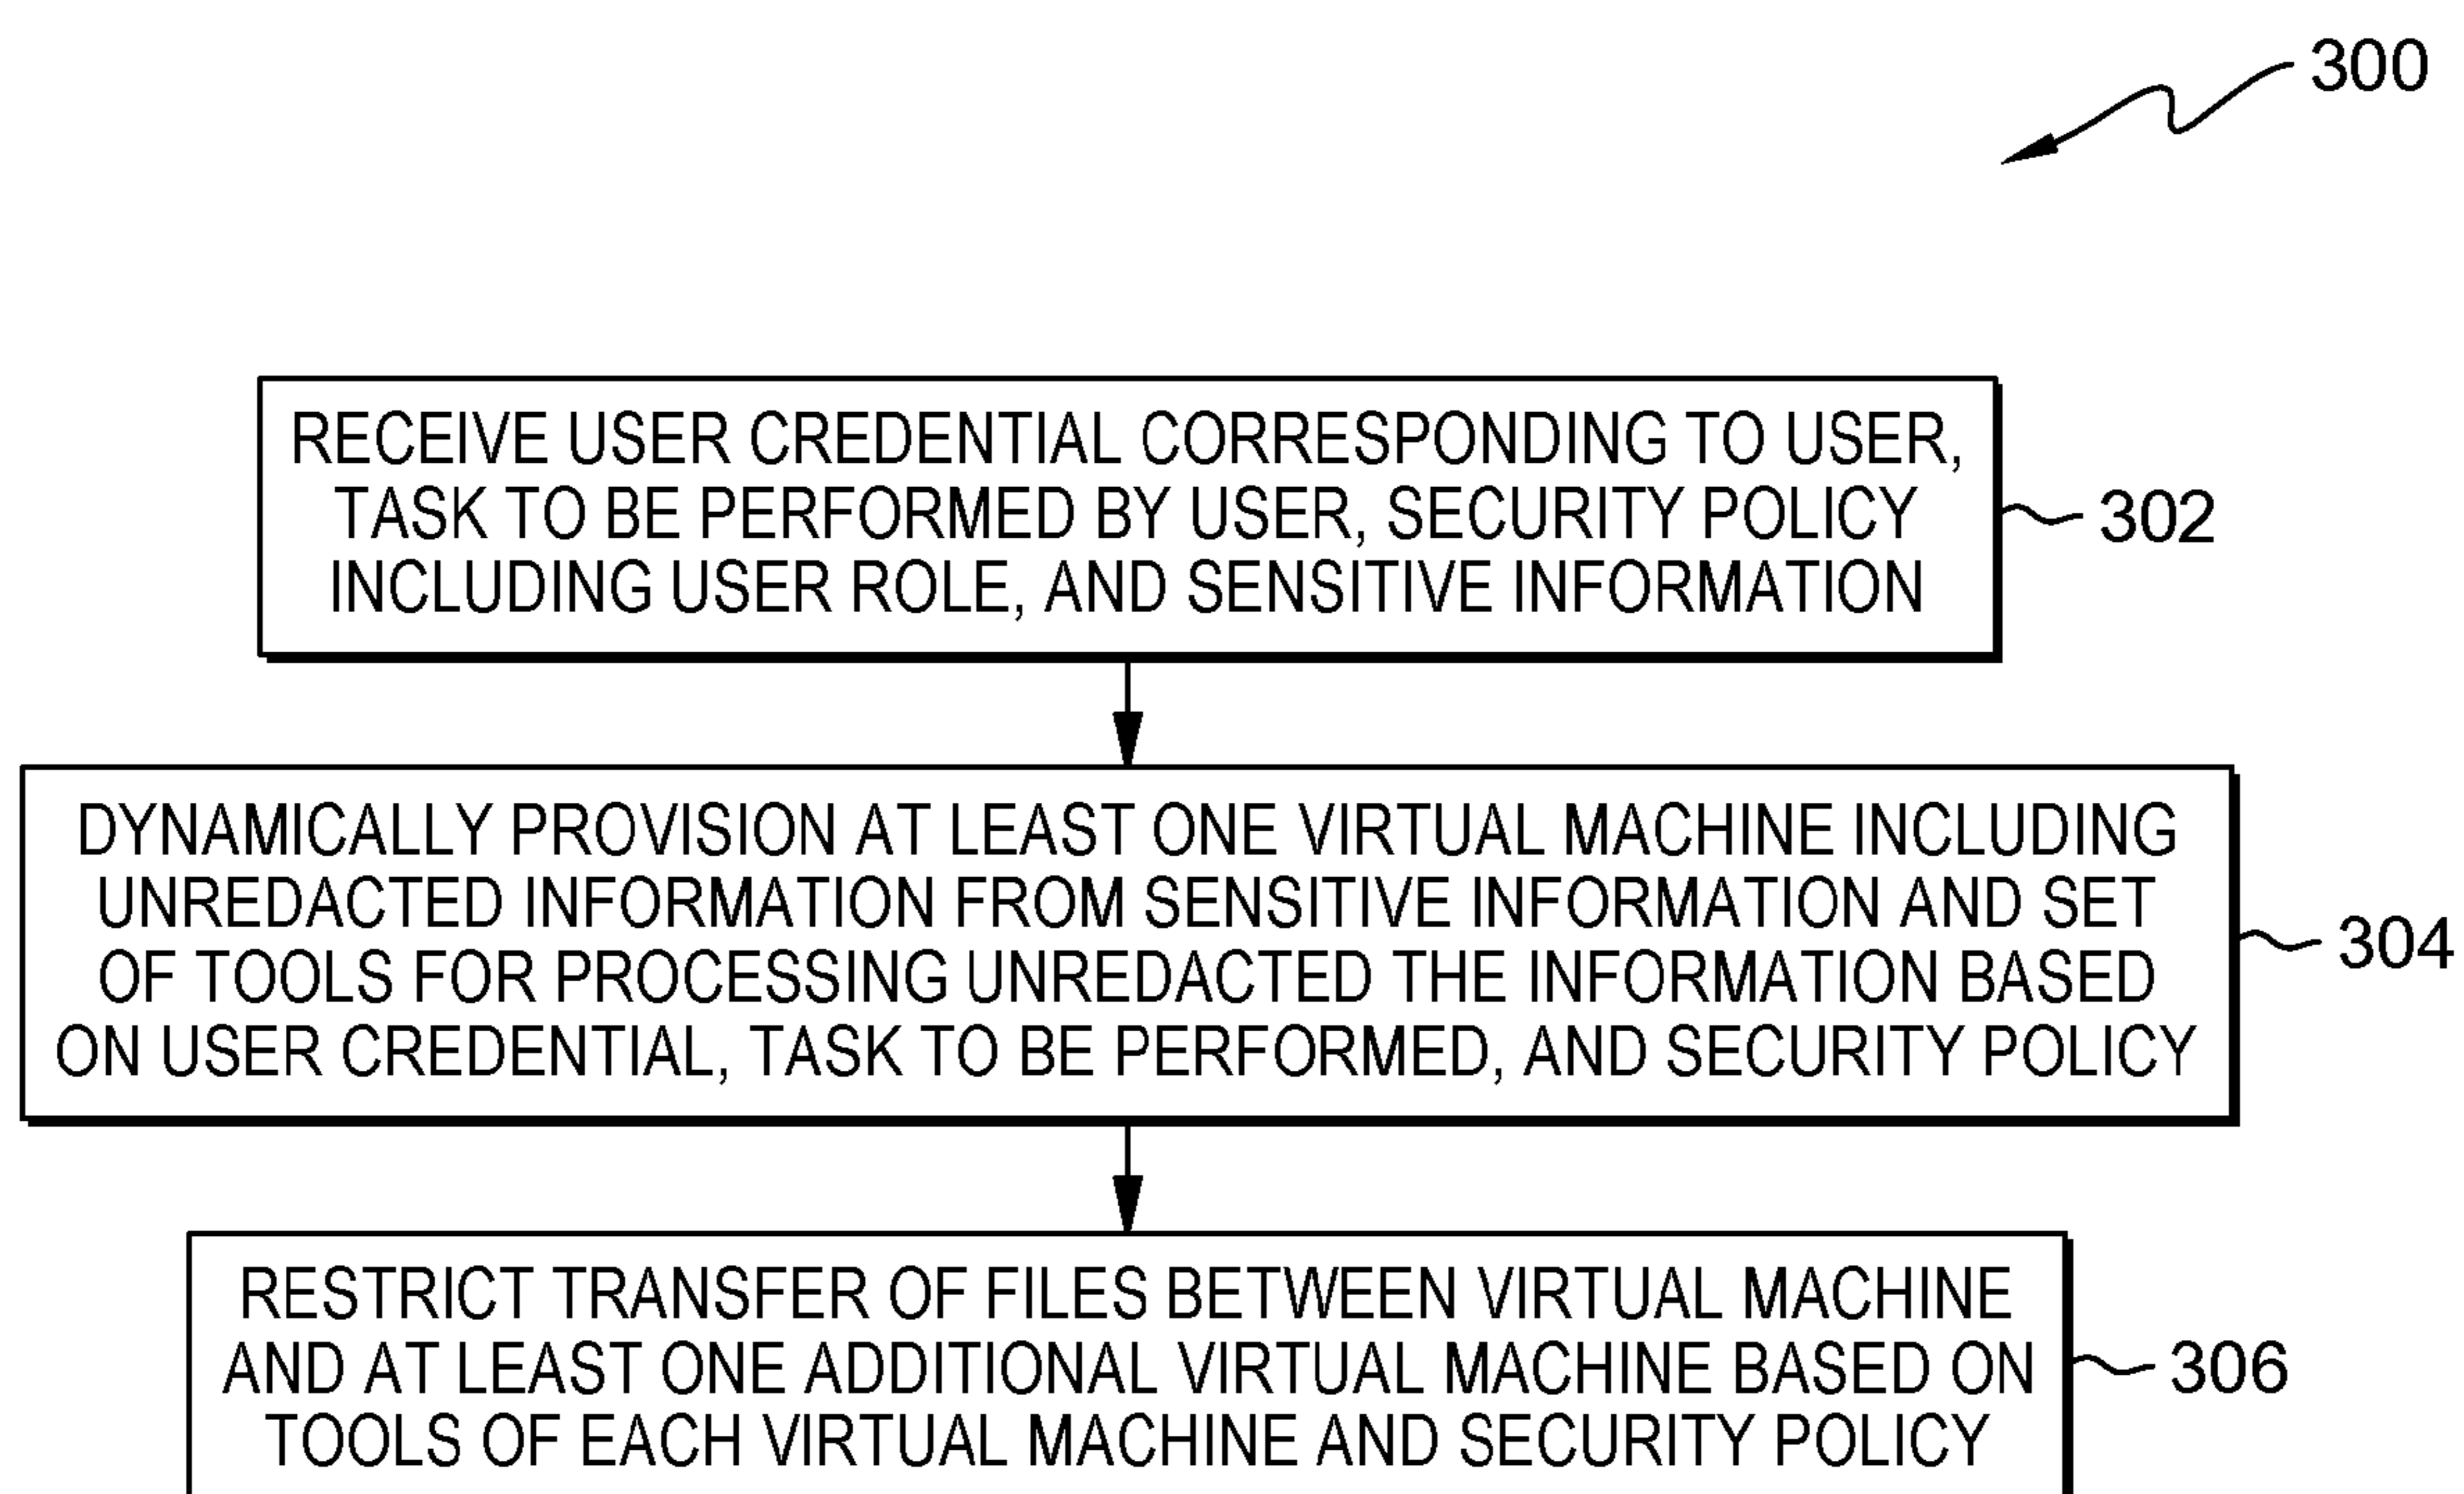 300
RECEIVE USER CREDENTIAL CORRESPONDING TO USER,
TASK TO BE PERFORMED BY USER, SECURITY POLICY
INCLUDING USER ROLE, AND SENSITIVE INFORMATION
302
DYNAMICALLY PROVISION AT LEAST ONE VIRTUAL MACHINE INCLUDING
UNREDACTED INFORMATION FROM SENSITIVE INFORMATION AND SET
OF TOOLS FOR PROCESSING UNREDACTED THE INFORMATION BASED
ON USER CREDENTIAL, TASK TO BE PERFORMED, AND SECURITY POLICY
304
RESTRICT TRANSFER OF FILES BETWEEN VIRTUAL MACHINE
AND AT LEAST ONE ADDITIONAL VIRTUAL MACHINE BASED ON
TOOLS OF EACH VIRTUAL MACHINE AND SECURITY POLICY
306